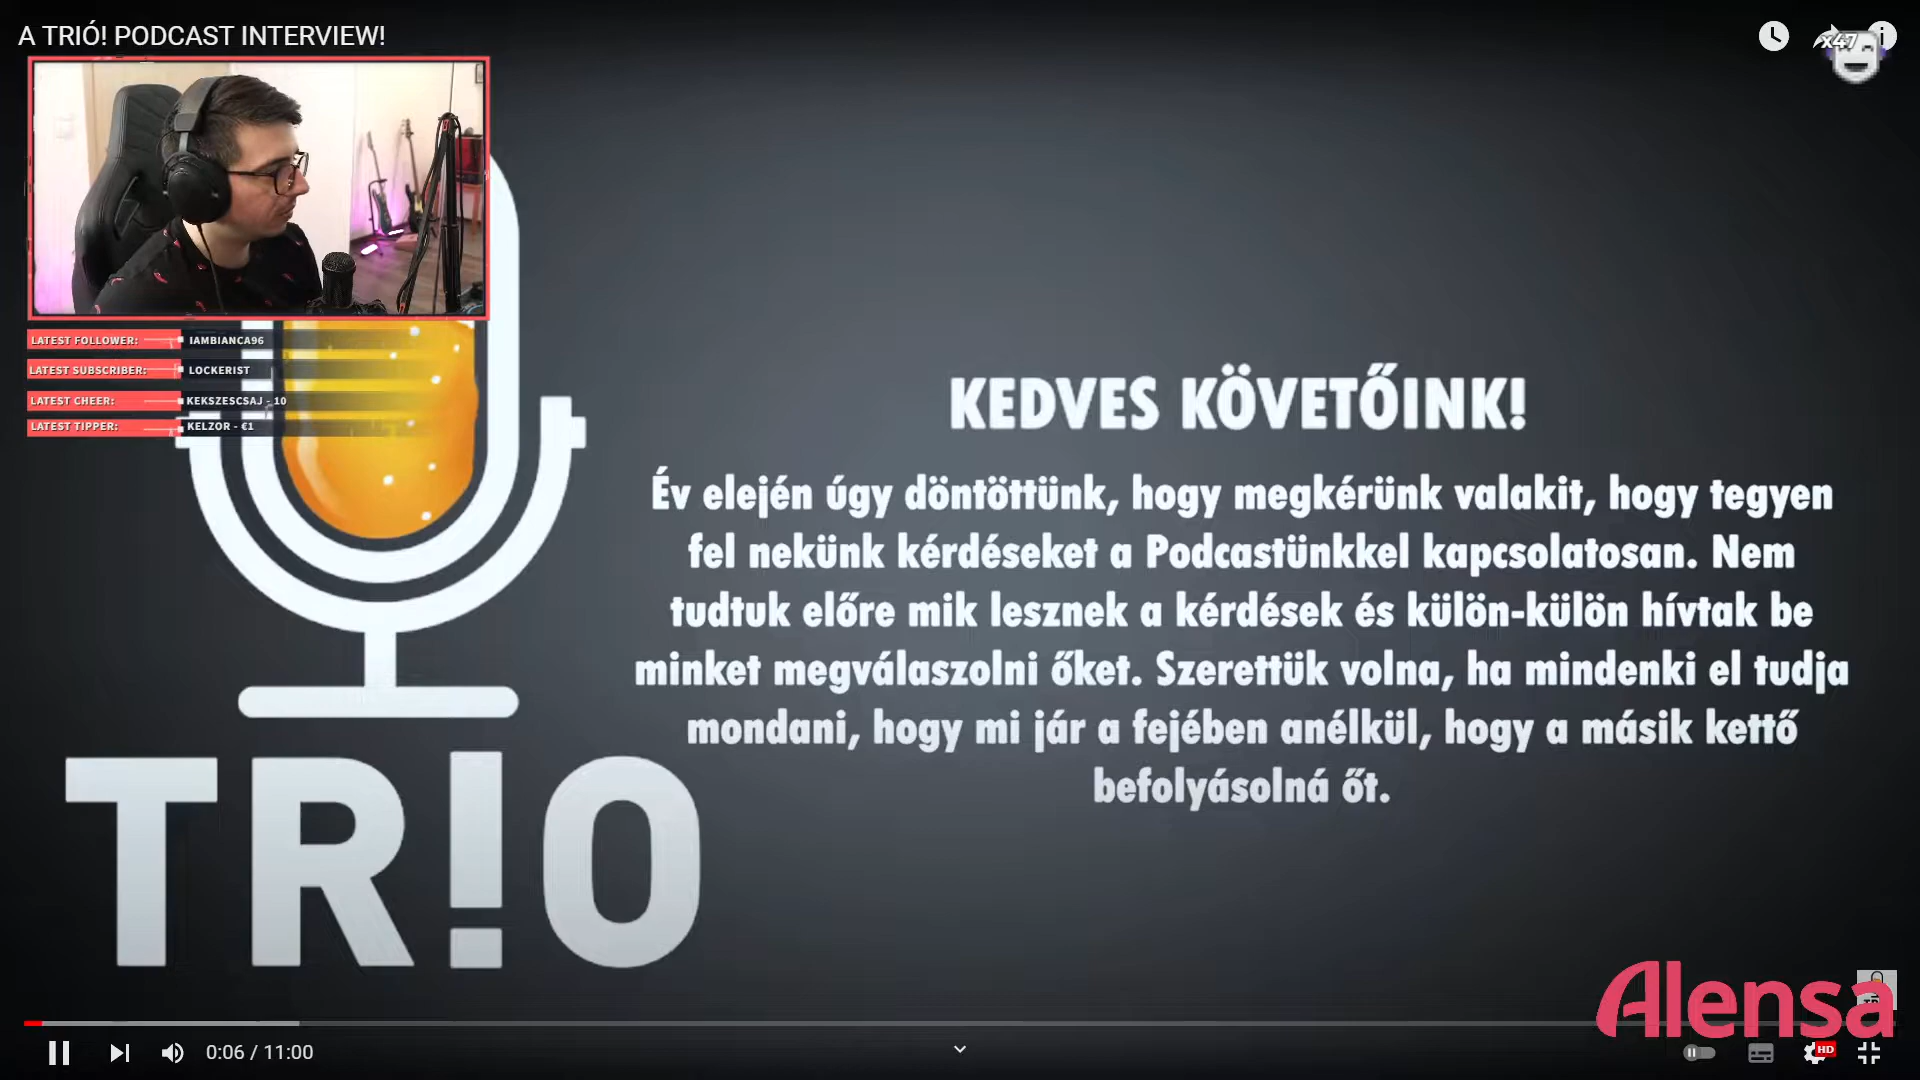 A TRIÓ! PODCAST INTERVIEW!
x47
LATEST FOLLOWER: IAMBIANCA96
LATEST SUBSCRIBER: LOCKERIST
LATEST CHEER: KEKSZESCSAJ - 10
LATEST TIPPER: KELZOR - €1
KEDVES KÖVETŐINK!
Év elején úgy döntöttünk, hogy megkérünk valakit, hogy tegyen
fel nekünk kérdéseket a Podcastünkkel kapcsolatosan. Nem
tudtuk előre mik lesznek a kérdések és külön-külön hívtak be
minket megválaszolni őket. Szerettük volna, ha mindenki el tudja
mondani, hogy mi jár a fejében anélkül, hogy a másik kettő
befolyásolná őt.
TR!O
Alensa
0:06 / 11:00
HD